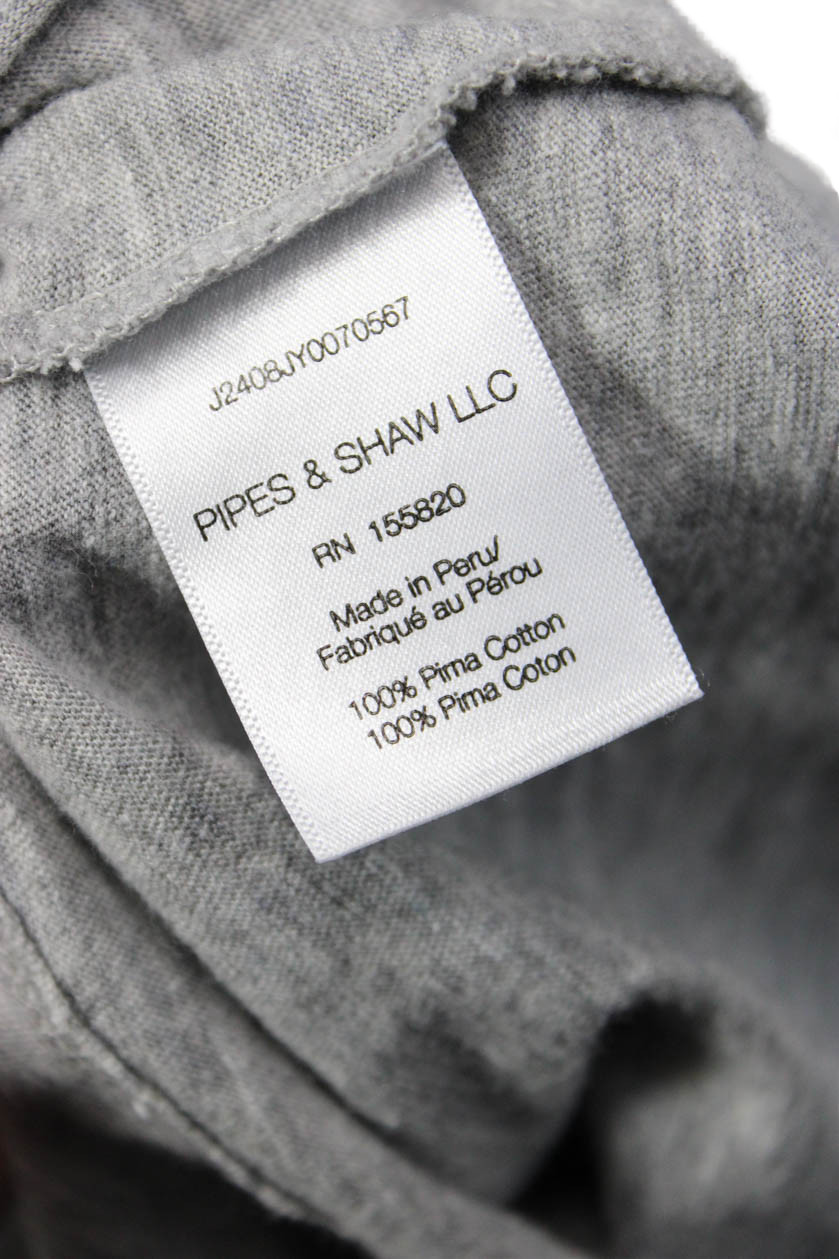 J2408JY0070567
PIPES & SHAW LLC
RN 155820
Made in Peru/
Fabriqué au Pérou
100% Pima Cotton
100% Pima Coton